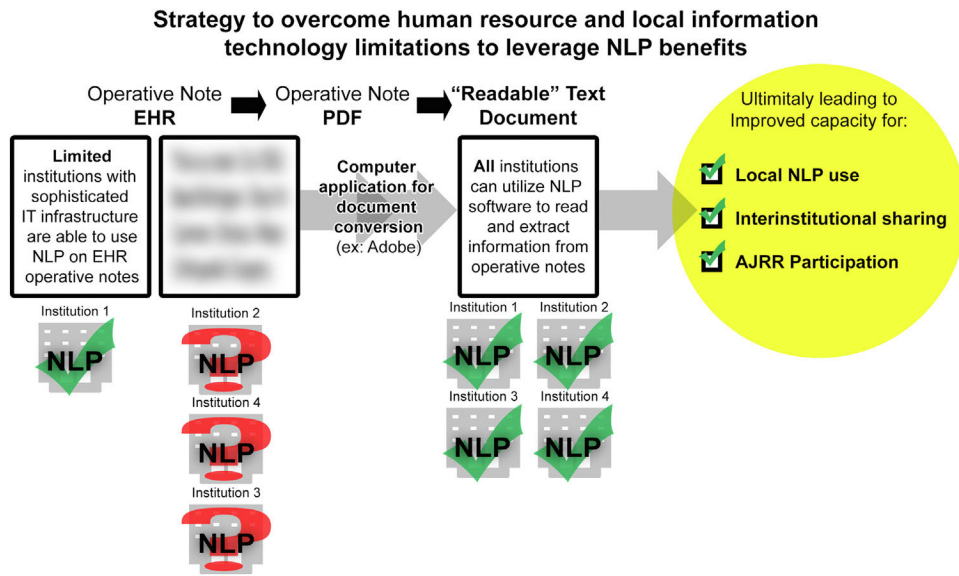 Strategy to overcome human resource and local information
technology limitations to leverage NLP benefits
Operative Note
EHR
Operative Note
PDF
“Readable” Text
Document
Limited
institutions with
sophisticated
IT infrastructure
are able to use
NLP on EHR
operative notes
Computer
application for
document
conversion
(ex: Adobe)
All institutions
can utilize NLP
software to read
and extract
information from
operative notes
Ultimitaly leading to
Improved capacity for:
Local NLP use
Interinstitutional sharing
AJRR Participation
Institution 1
NLP
Institution 2
NLP
Institution 4
NLP
Institution 3
NLP
Institution 1
NLP
Institution 2
NLP
Institution 3
NLP
Institution 4
NLP